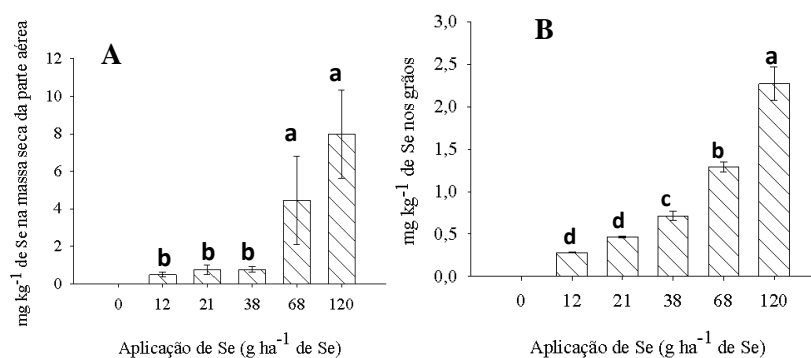 A
mg kg⁻¹ de Se na massa seca da parte aérea
12
10
8
6
4
2
0
b
b
b
a
a
0 12 21 38 68 120
Aplicação de Se (g ha⁻¹ de Se)
B
mg kg⁻¹ de Se nos grãos
2,5
2,0
1,5
1,0
0,5
0,0
d
d
c
b
a
0 12 21 38 68 120
Aplicação de Se (g ha⁻¹ de Se)